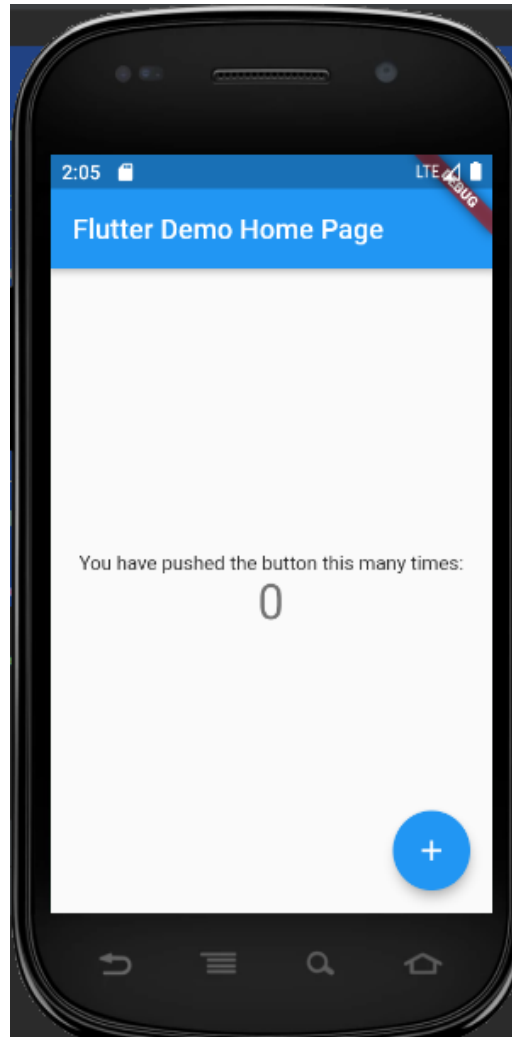 2:05 LTE
DEBUG
Flutter Demo Home Page
You have pushed the button this many times:
0
+